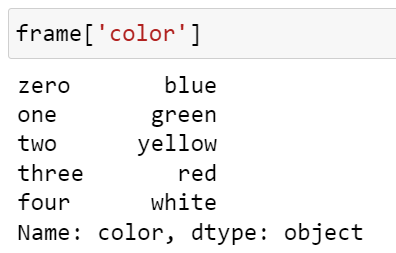 frame['color']
zero        blue
one        green
two       yellow
three        red
four       white
Name: color, dtype: object